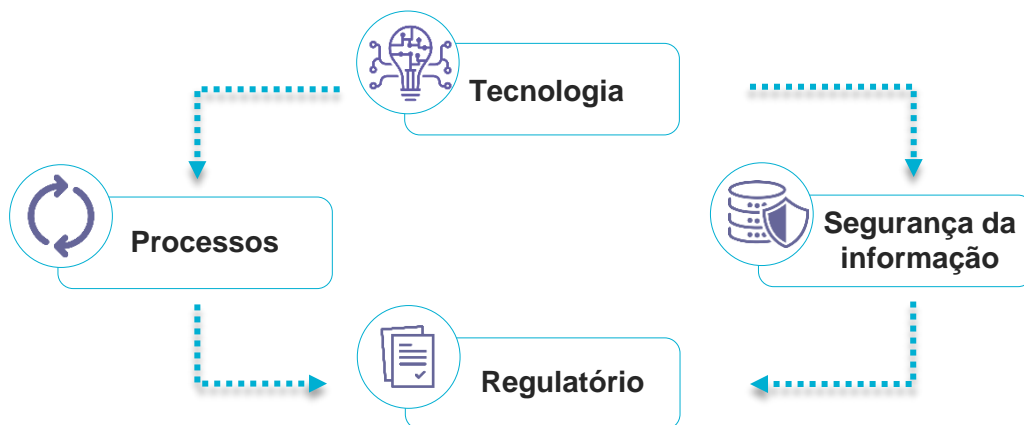 Tecnologia
Processos
Segurança da
informação
Regulatório